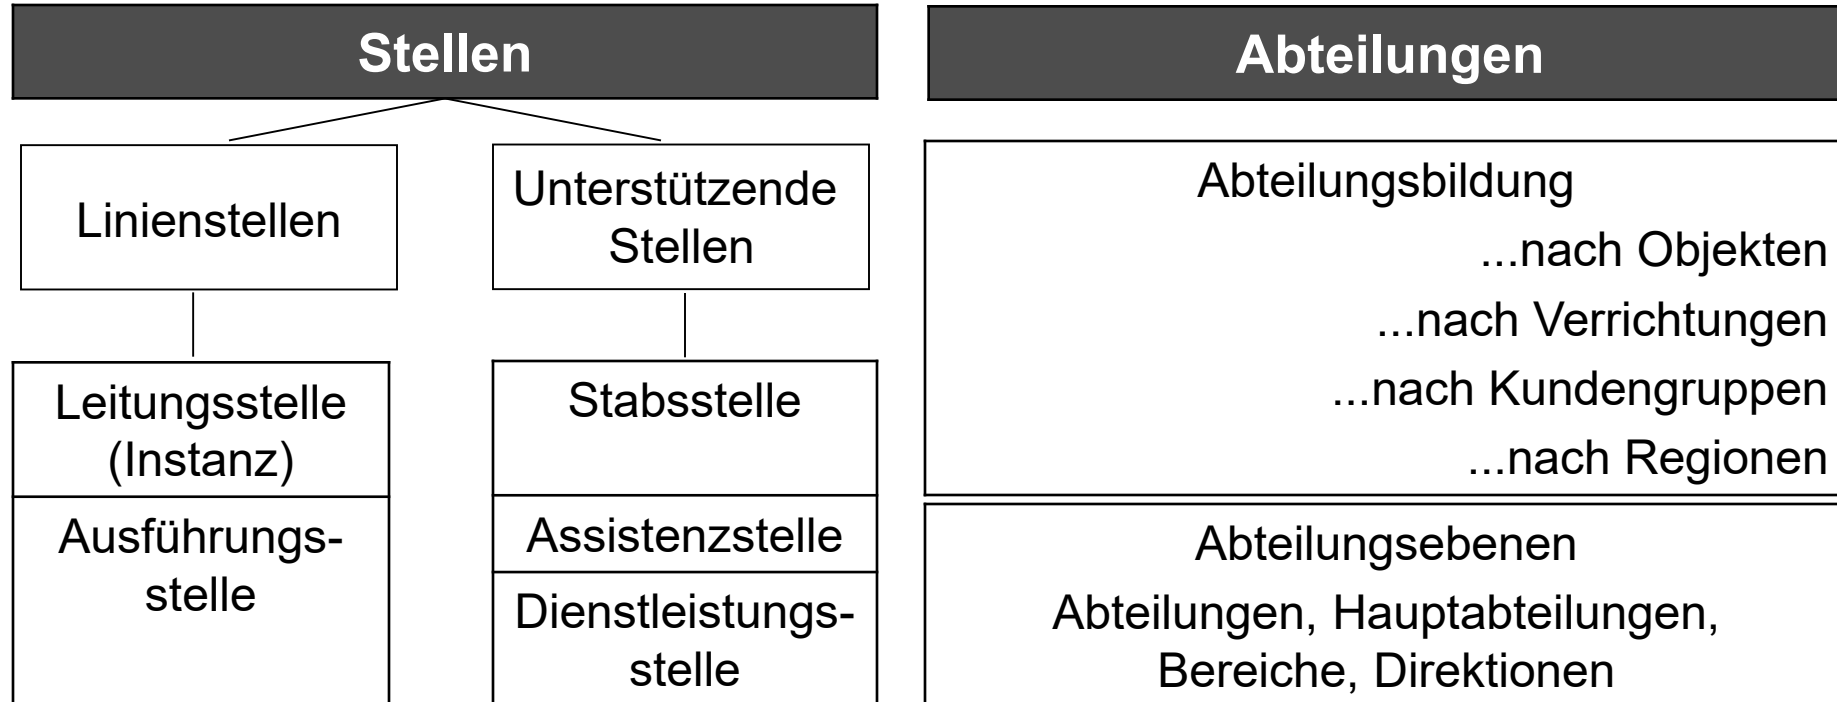 Stellen
Linienstellen
Unterstützende
Stellen
Leitungsstelle
(Instanz)
Ausführungs-
stelle
Stabsstelle
Assistenzstelle
Dienstleistungs-
stelle
Abteilungen
Abteilungsbildung
...nach Objekten
...nach Verrichtungen
...nach Kundengruppen
...nach Regionen
Abteilungsebenen
Abteilungen, Hauptabteilungen,
Bereiche, Direktionen